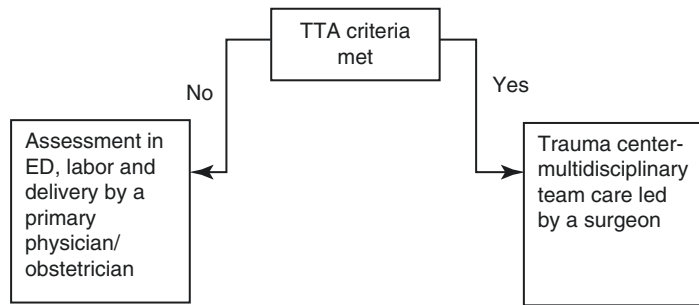 TTA criteria
met
No
Yes
Assessment in
ED, labor and
delivery by a
primary
physician/
obstetrician
Trauma center-
multidisciplinary
team care led
by a surgeon